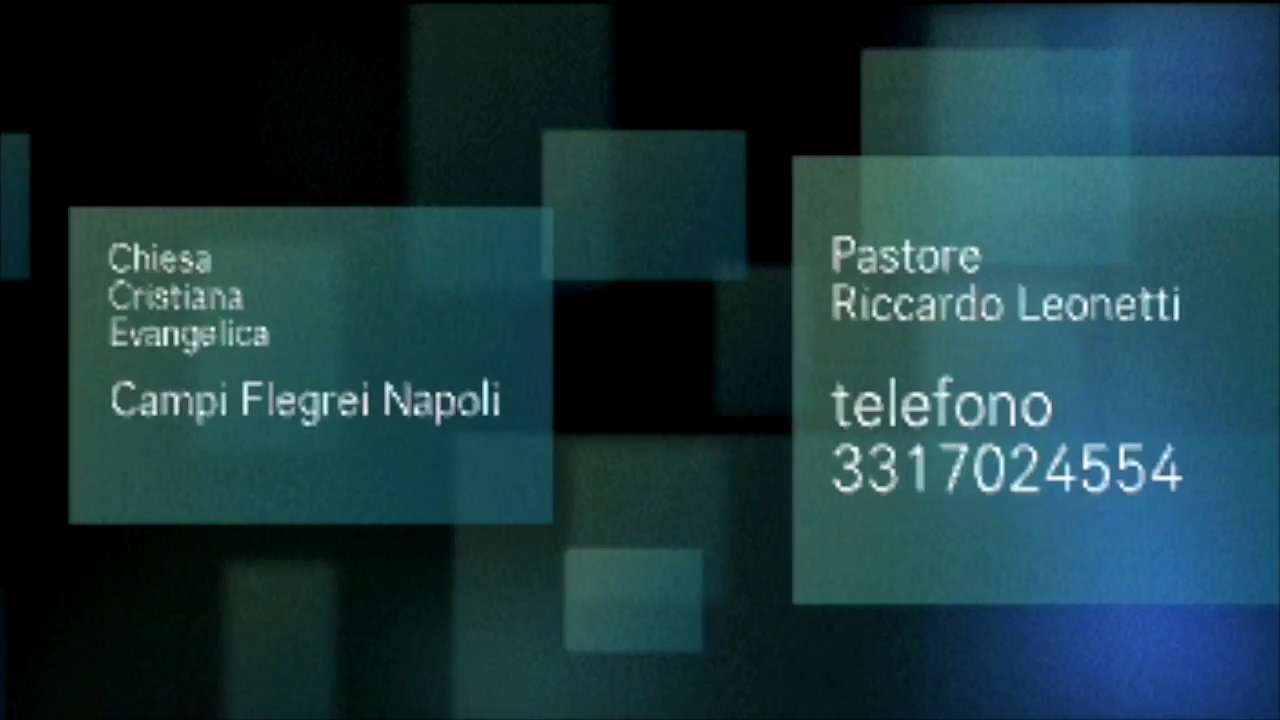 Chiesa
Cristiana
Evangelica
Campi Flegrei Napoli
Pastore
Riccardo Leonetti
telefono
3317024554